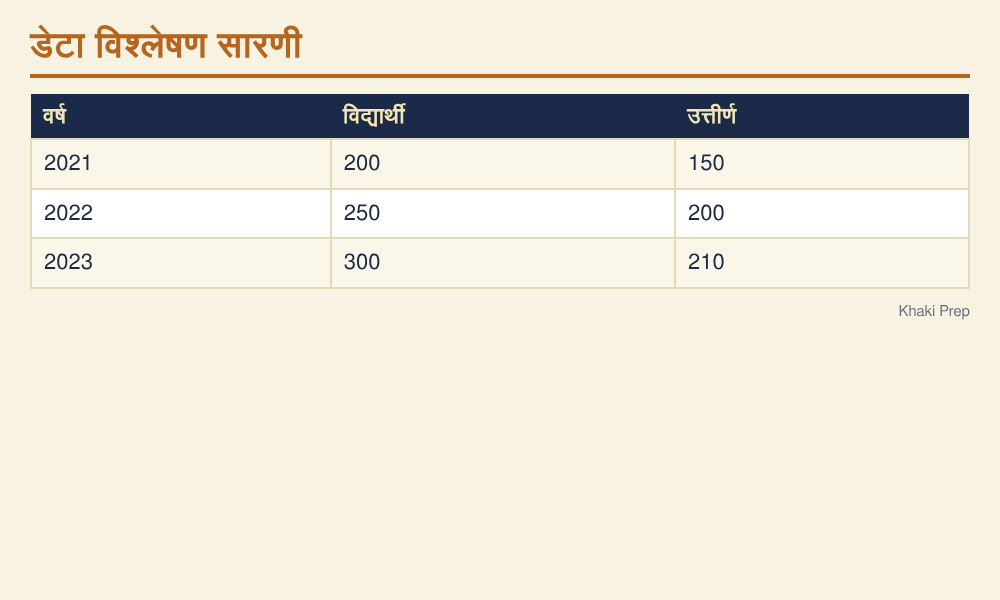 डेटा विश्लेषण सारणी
वर्ष विद्यार्थी उत्तीर्ण
2021 200 150
2022 250 200
2023 300 210
Khaki Prep